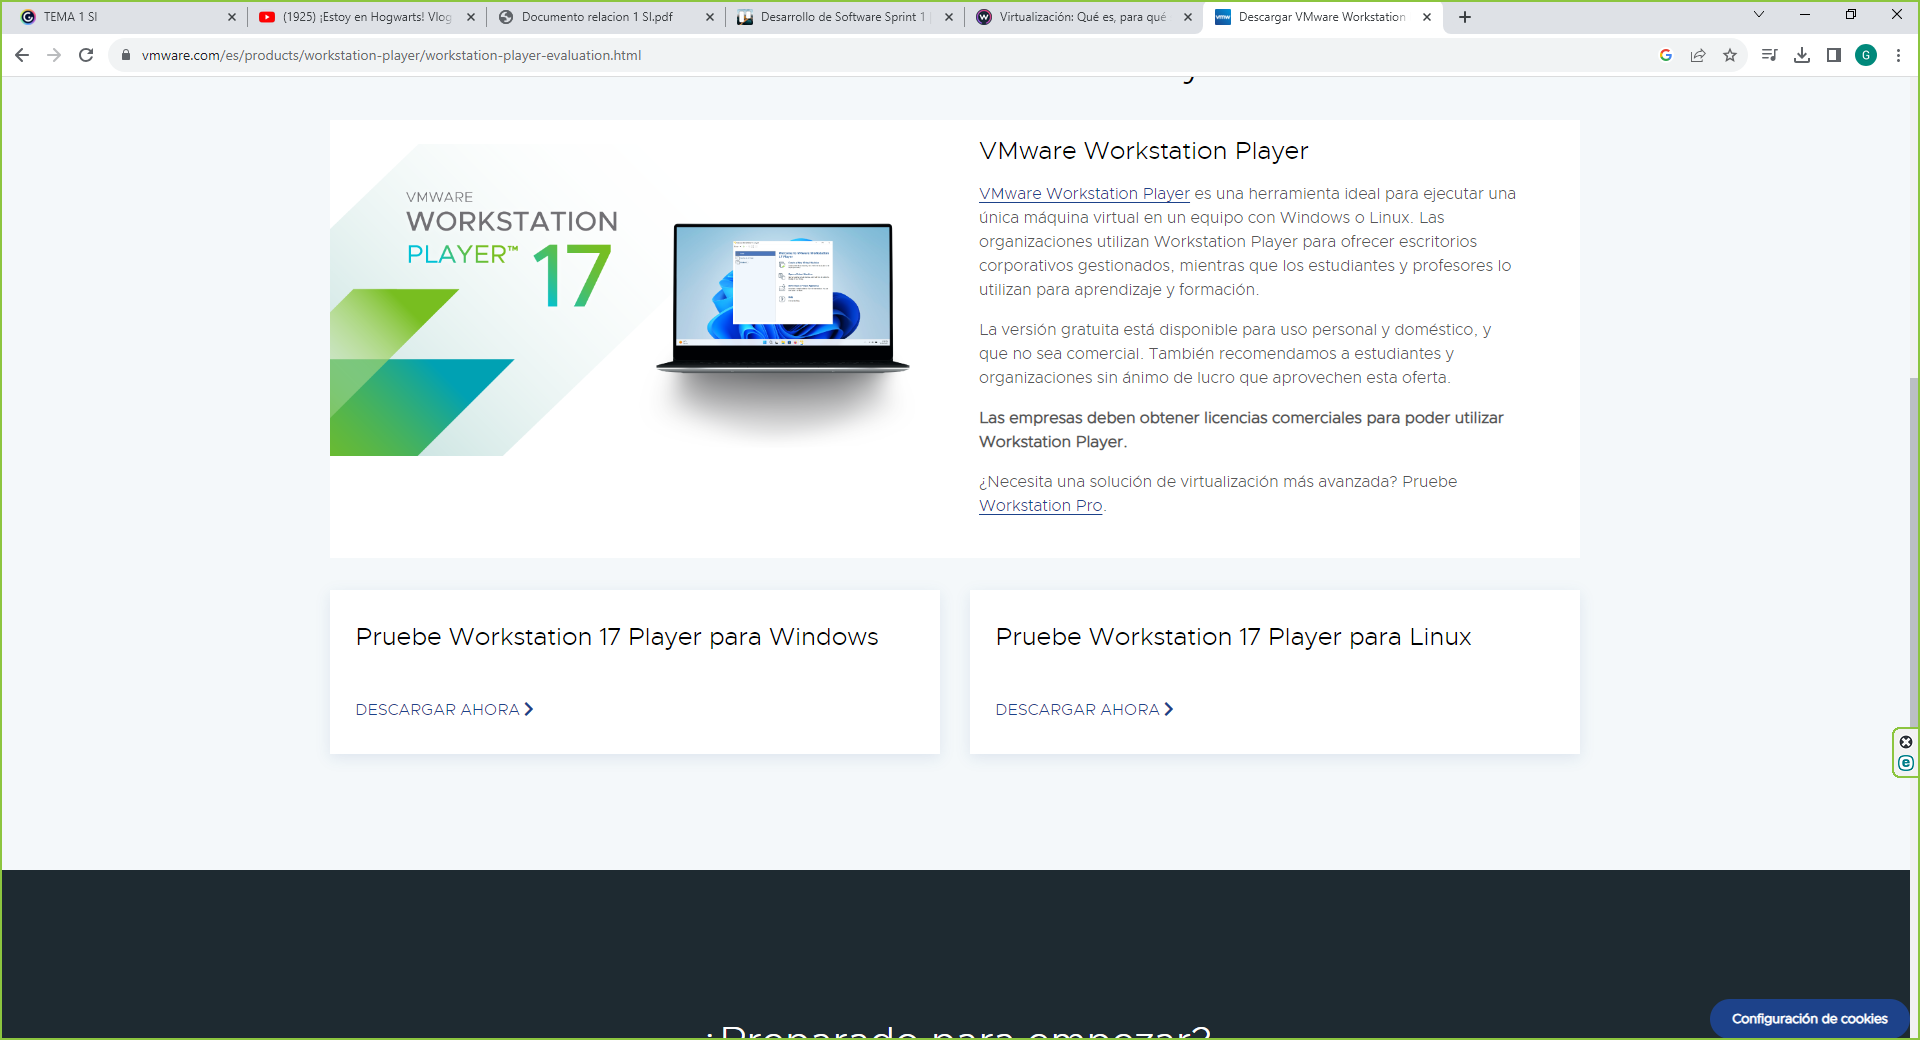 TEMA 1 SI
(1925) ¡Estoy en Hogwarts! Vlog
Documento relacion 1 SI.pdf
Desarrollo de Software Sprint 1
Virtualización: Qué es, para qué
Descargar VMware Workstation
vmware.com/es/products/workstation-player/workstation-player-evaluation.html
G
VMWARE
WORKSTATION
PLAYER™ 17
VMware Workstation Player
VMware Workstation Player es una herramienta ideal para ejecutar una
única máquina virtual en un equipo con Windows o Linux. Las
organizaciones utilizan Workstation Player para ofrecer escritorios
corporativos gestionados, mientras que los estudiantes y profesores lo
utilizan para aprendizaje y formación.
La versión gratuita está disponible para uso personal y doméstico, y
que no sea comercial. También recomendamos a estudiantes y
organizaciones sin ánimo de lucro que aprovechen esta oferta.
Las empresas deben obtener licencias comerciales para poder utilizar
Workstation Player.
¿Necesita una solución de virtualización más avanzada? Pruebe
Workstation Pro.
Pruebe Workstation 17 Player para Windows
DESCARGAR AHORA
Pruebe Workstation 17 Player para Linux
DESCARGAR AHORA
¿Preparado para empezar?
Configuración de cookies